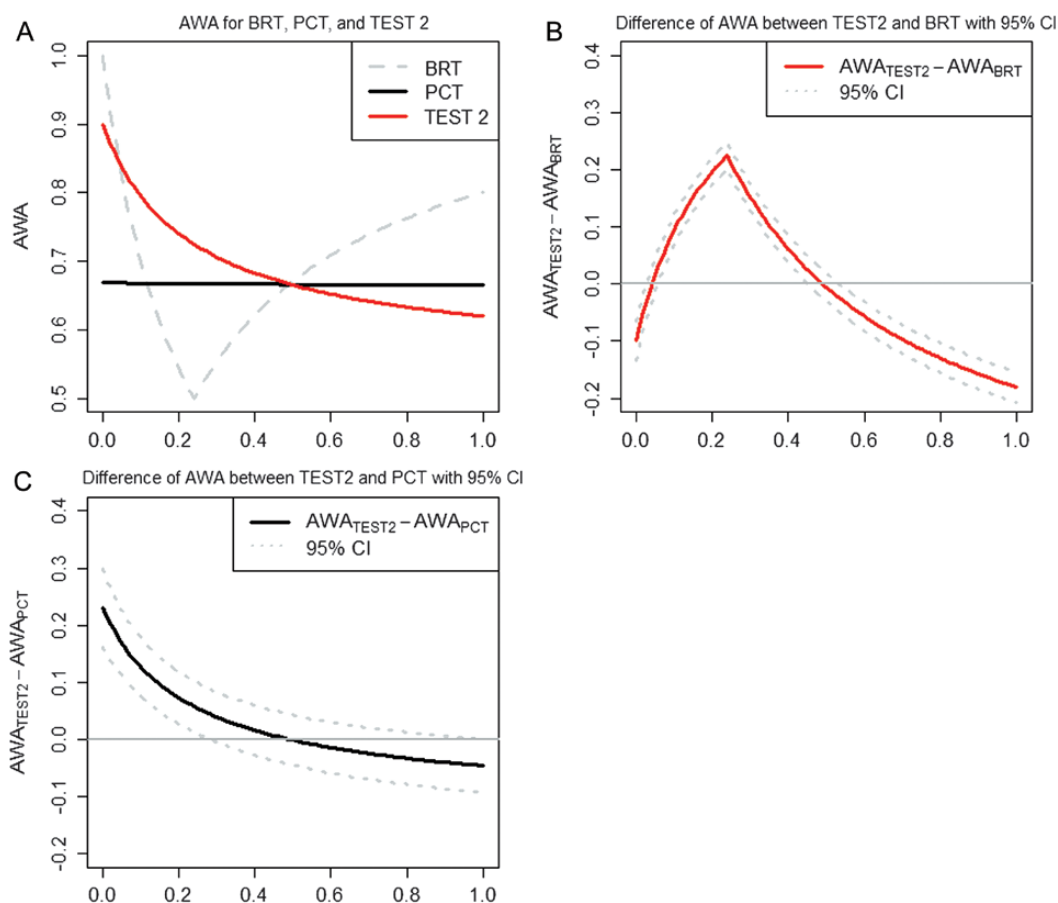 A
AWA for BRT, PCT, and TEST 2
BRT
PCT
TEST 2
AWA
1.0
0.9
0.8
0.7
0.6
0.5
0.0 0.2 0.4 0.6 0.8 1.0
B
Difference of AWA between TEST2 and BRT with 95% CI
AWATEST2 – AWABRT
95% CI
AWATEST2 – AWABRT
0.4
0.3
0.2
0.1
0.0
-0.1
-0.2
0.0 0.2 0.4 0.6 0.8 1.0
C
Difference of AWA between TEST2 and PCT with 95% CI
AWATEST2 – AWAPCT
95% CI
AWATEST2 – AWAPCT
0.4
0.3
0.2
0.1
0.0
-0.1
-0.2
0.0 0.2 0.4 0.6 0.8 1.0